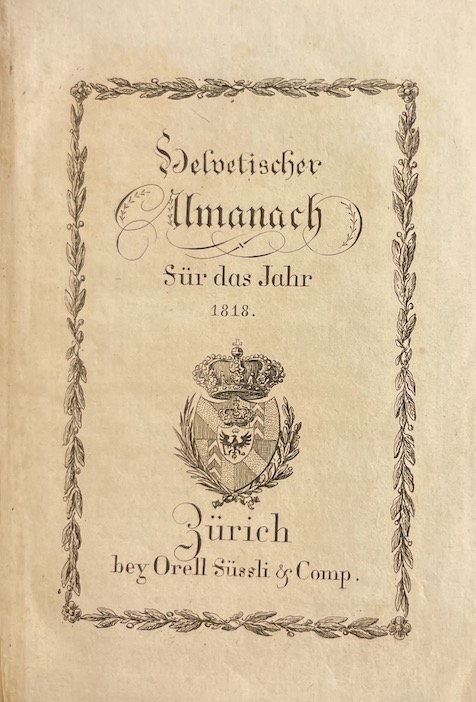 Helvetischer
Almanach
Für das Jahr
1818.
Zürich
bey Orell Füssli & Comp.